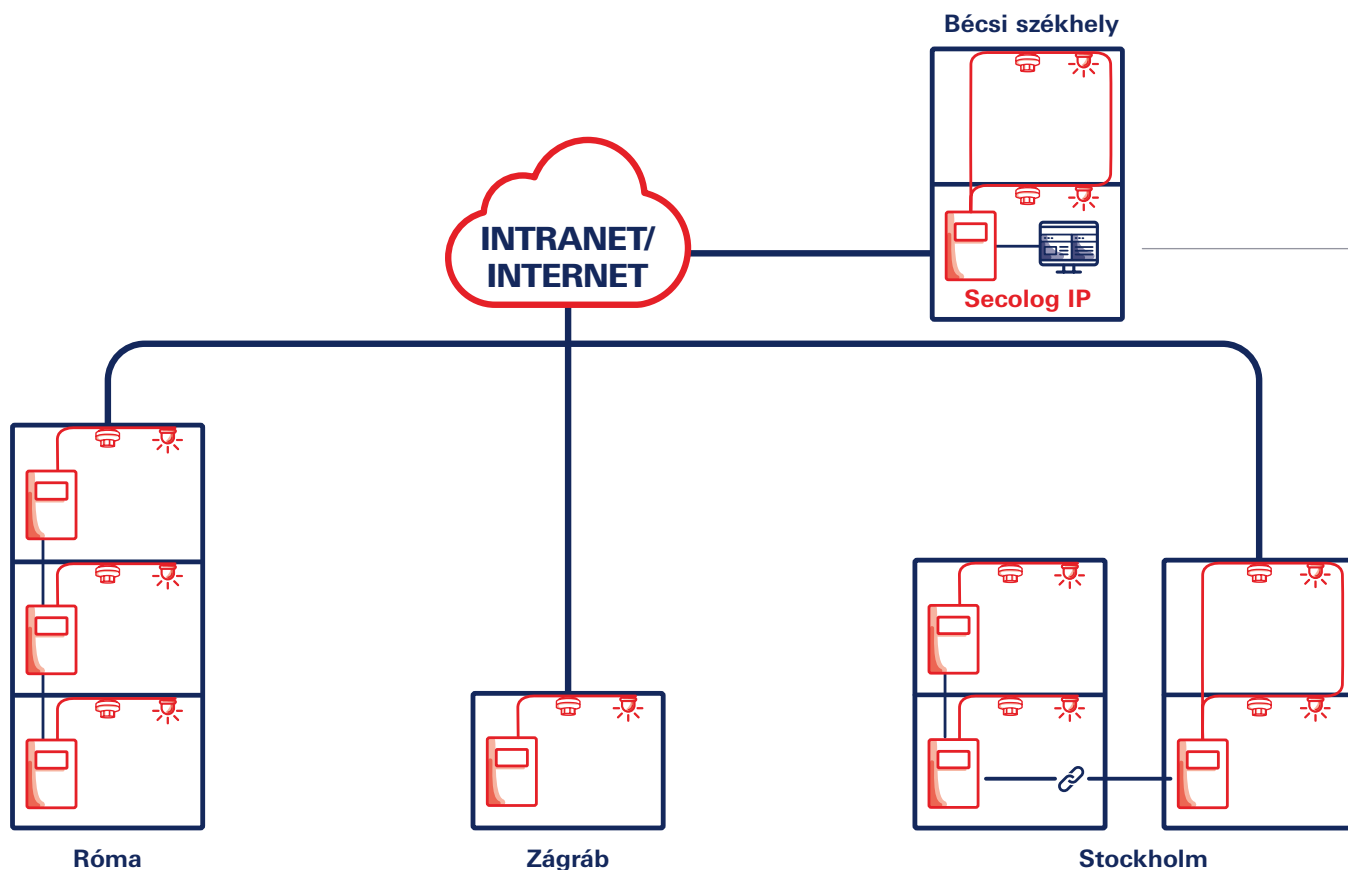 Bécsi székhely
INTRANET/
INTERNET
Secolog IP
Róma
Zágráb
Stockholm